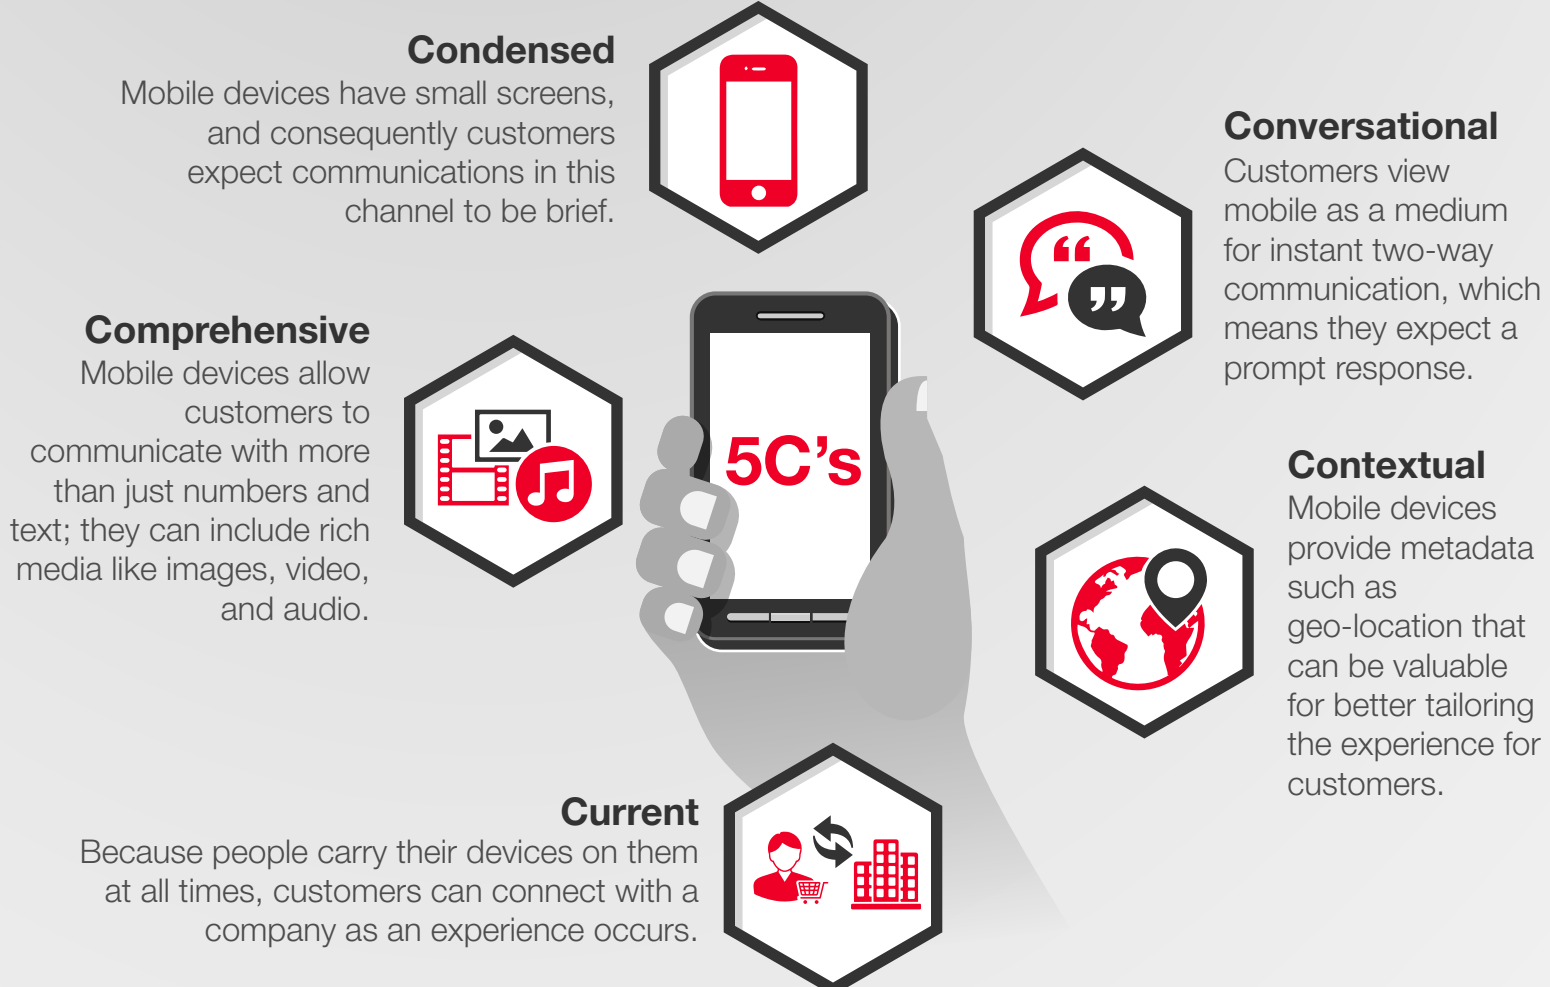 Condensed
Mobile devices have small screens,
and consequently customers
expect communications in this
channel to be brief.
Conversational
Customers view
mobile as a medium
for instant two-way
communication, which
means they expect a
prompt response.
Comprehensive
Mobile devices allow
customers to
communicate with more
than just numbers and
text; they can include rich
media like images, video,
and audio.
5C’s
Contextual
Mobile devices
provide metadata
such as
geo-location that
can be valuable
for better tailoring
the experience for
customers.
Current
Because people carry their devices on them
at all times, customers can connect with a
company as an experience occurs.